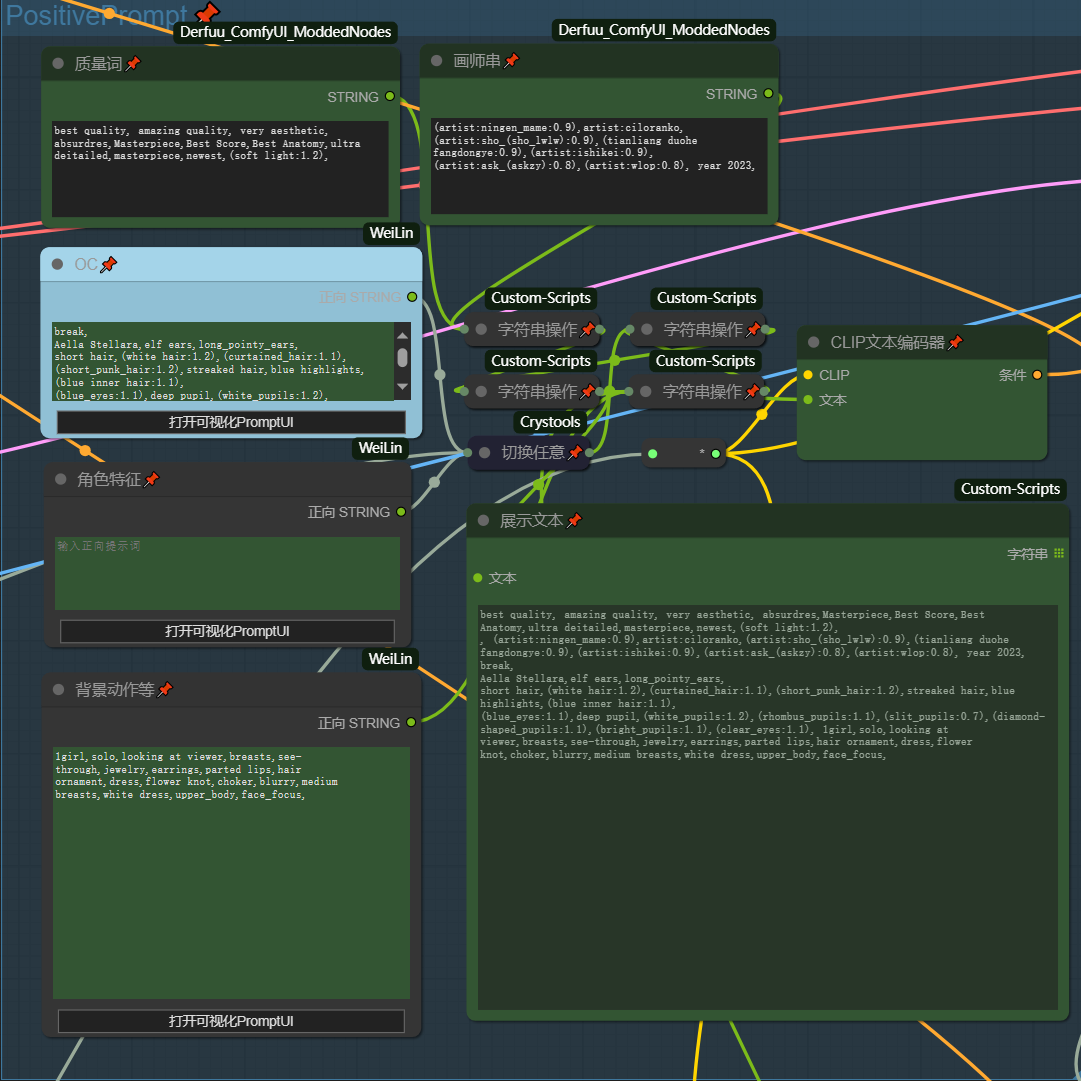 PositivePrompt
Derfuu_ComfyUI_ModdedNodes
质量词
STRING
best quality, amazing quality, very aesthetic,
absurdres,Masterpiece,Best Score,Best Anatomy,ultra
deitailed,masterpiece,newest,(soft light:1.2),
Derfuu_ComfyUI_ModdedNodes
画师串
STRING
(artist:ningen_mame:0.9),artist:ciloranko,
(artist:sho_(sho_lwlw):0.9),(tianliang duohe
fangdongye:0.9),(artist:ishikei:0.9),
(artist:ask_(askzy):0.8),(artist:wlop:0.8), year 2023,
WeiLin
OC
正向 STRING
break,
Aella Stellara,elf ears,long_pointy_ears,
short hair,(white hair:1.2),(curtained_hair:1.1),
(short_punk_hair:1.2),streaked hair,blue highlights,
(blue inner hair:1.1),
(blue_eyes:1.1),deep pupil,(white_pupils:1.2),
打开可视化PromptUI
Custom-Scripts
字符串操作
Custom-Scripts
字符串操作
Custom-Scripts
字符串操作
Custom-Scripts
字符串操作
Crystools
切换任意
*
CLIP文本编码器
CLIP
条件
文本
WeiLin
角色特征
正向 STRING
输入正向提示词
打开可视化PromptUI
WeiLin
背景动作等
正向 STRING
1girl,solo,looking at viewer,breasts,see-
through,jewelry,earrings,parted lips,hair
ornament,dress,flower knot,choker,blurry,medium
breasts,white dress,upper_body,face_focus,
打开可视化PromptUI
Custom-Scripts
展示文本
字符串
文本
best quality, amazing quality, very aesthetic, absurdres,Masterpiece,Best Score,Best
Anatomy,ultra deitailed,masterpiece,newest,(soft light:1.2),
, (artist:ningen_mame:0.9),artist:ciloranko,(artist:sho_(sho_lwlw):0.9),(tianliang duohe
fangdongye:0.9),(artist:ishikei:0.9),(artist:ask_(askzy):0.8),(artist:wlop:0.8), year 2023,
break,
Aella Stellara,elf ears,long_pointy_ears,
short hair,(white hair:1.2),(curtained_hair:1.1),(short_punk_hair:1.2),streaked hair,blue
highlights,(blue inner hair:1.1),
(blue_eyes:1.1),deep pupil,(white_pupils:1.2),(rhombus_pupils:1.1),(slit_pupils:0.7),(diamond-
shaped_pupils:1.1),(bright_pupils:1.1),(clear_eyes:1.1), 1girl,solo,looking at
viewer,breasts,see-through,jewelry,earrings,parted lips,hair ornament,dress,flower
knot,choker,blurry,medium breasts,white dress,upper_body,face_focus,